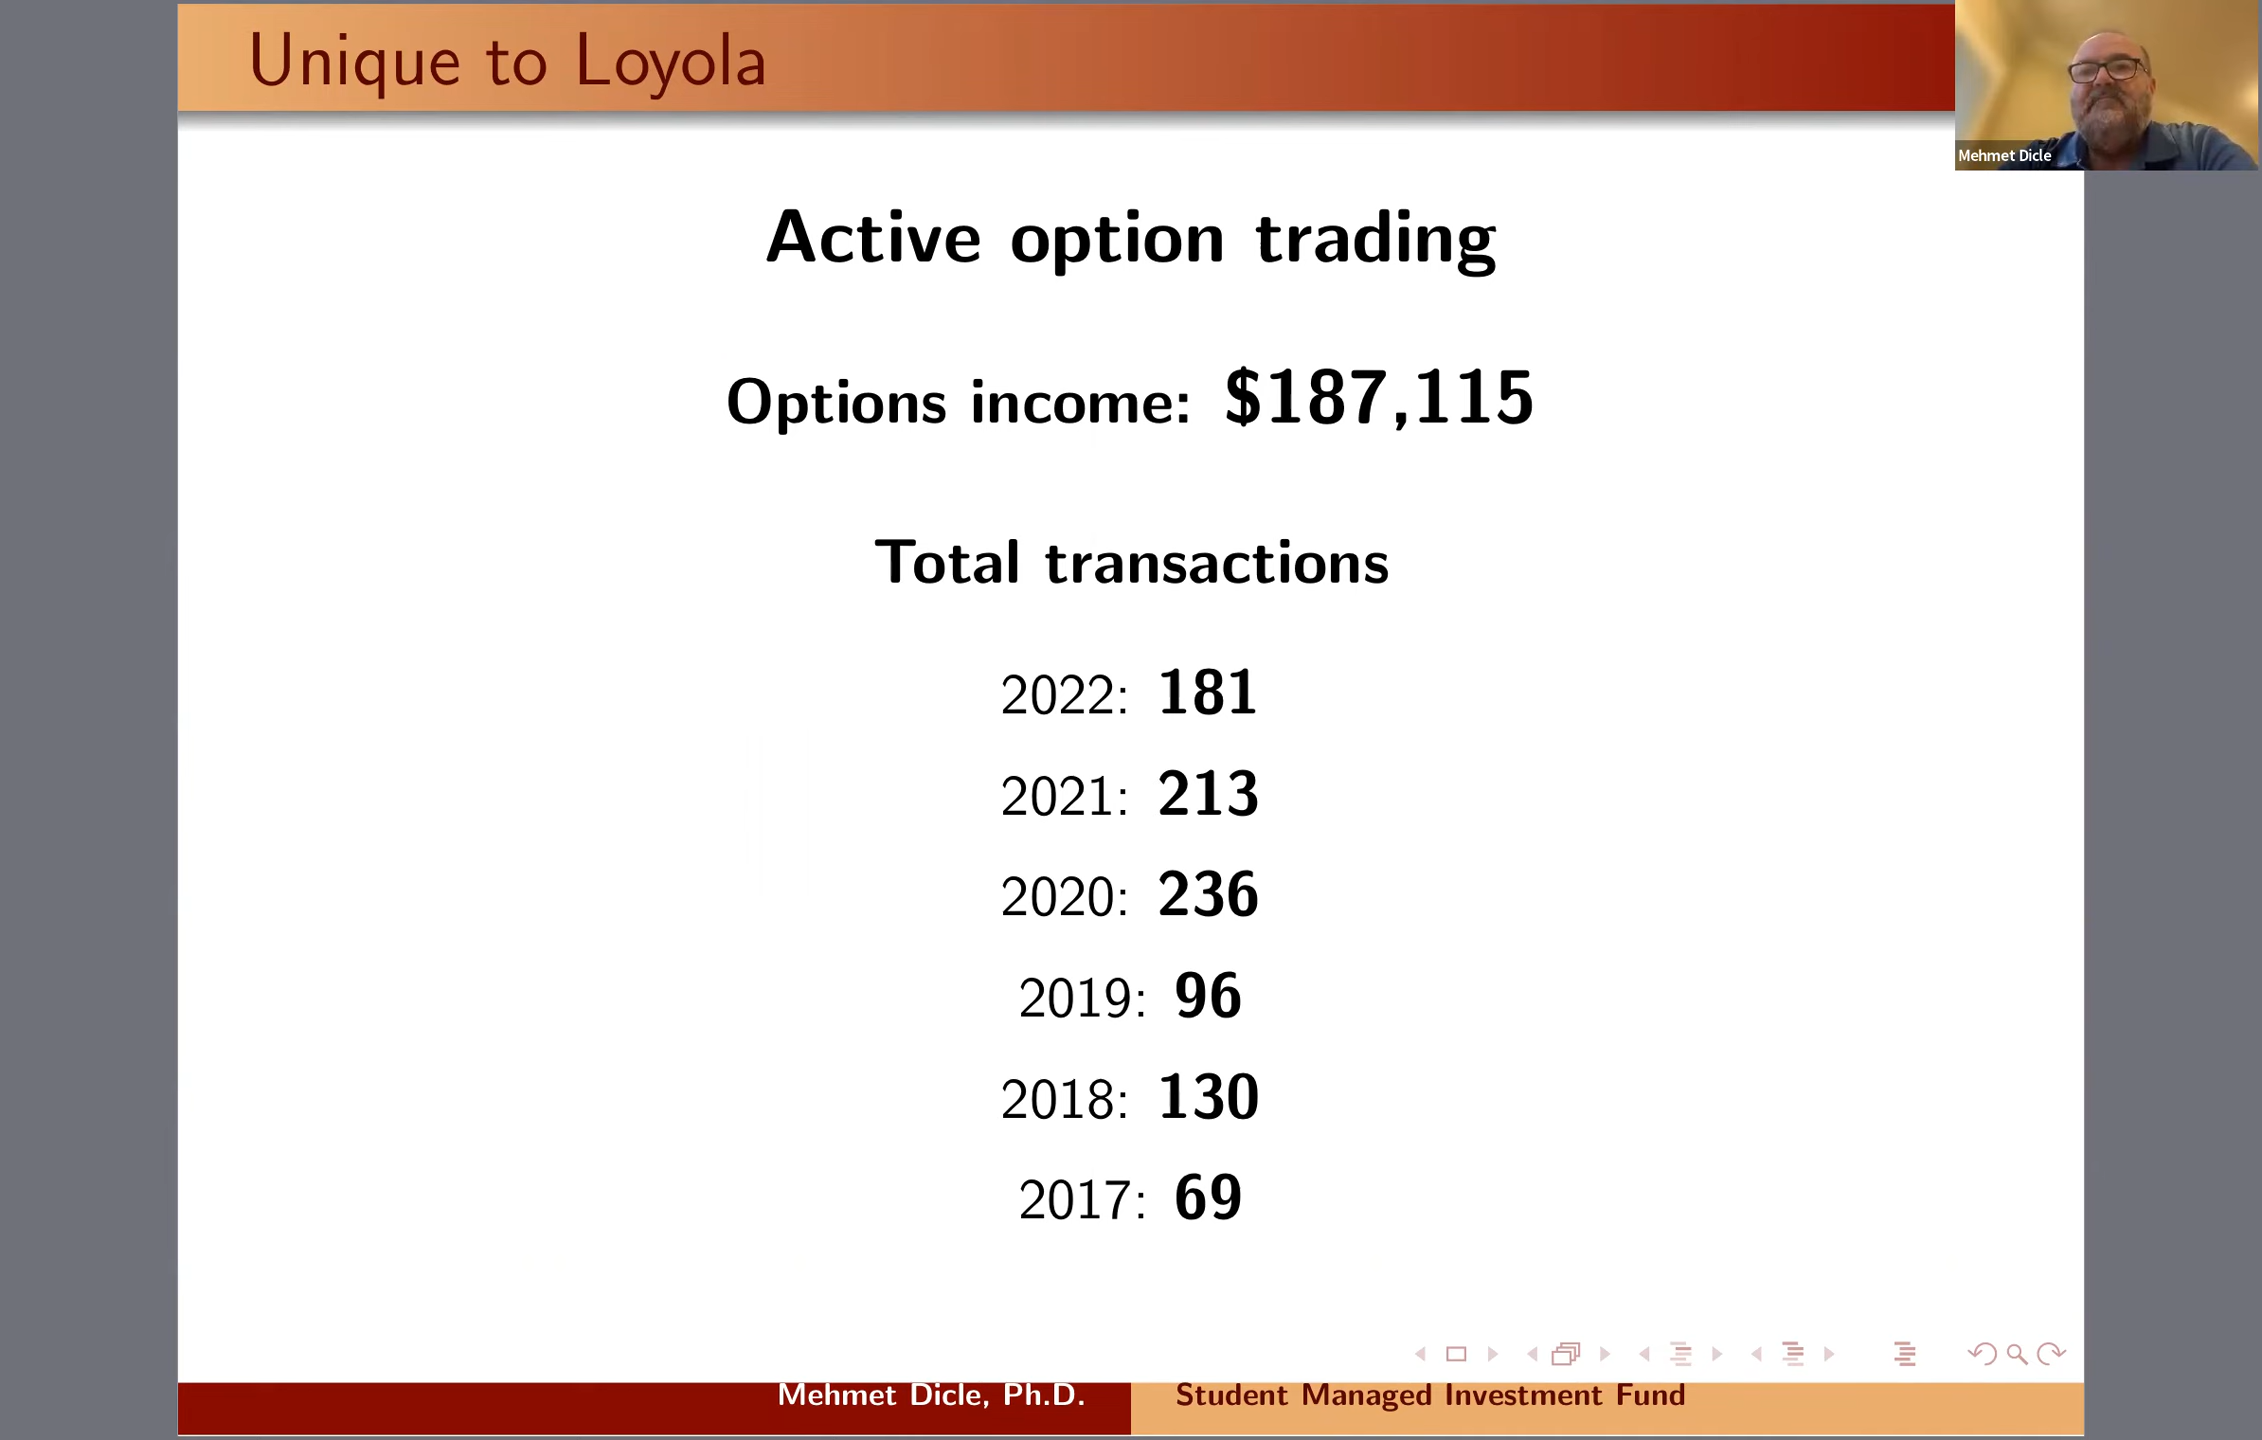 Unique to Loyola
Mehmet Dicle
Active option trading
Options income: $187,115
Total transactions
2022: 181
2021: 213
2020: 236
2019: 96
2018: 130
2017: 69
Mehmet Dicle, Ph.D.
Student Managed Investment Fund